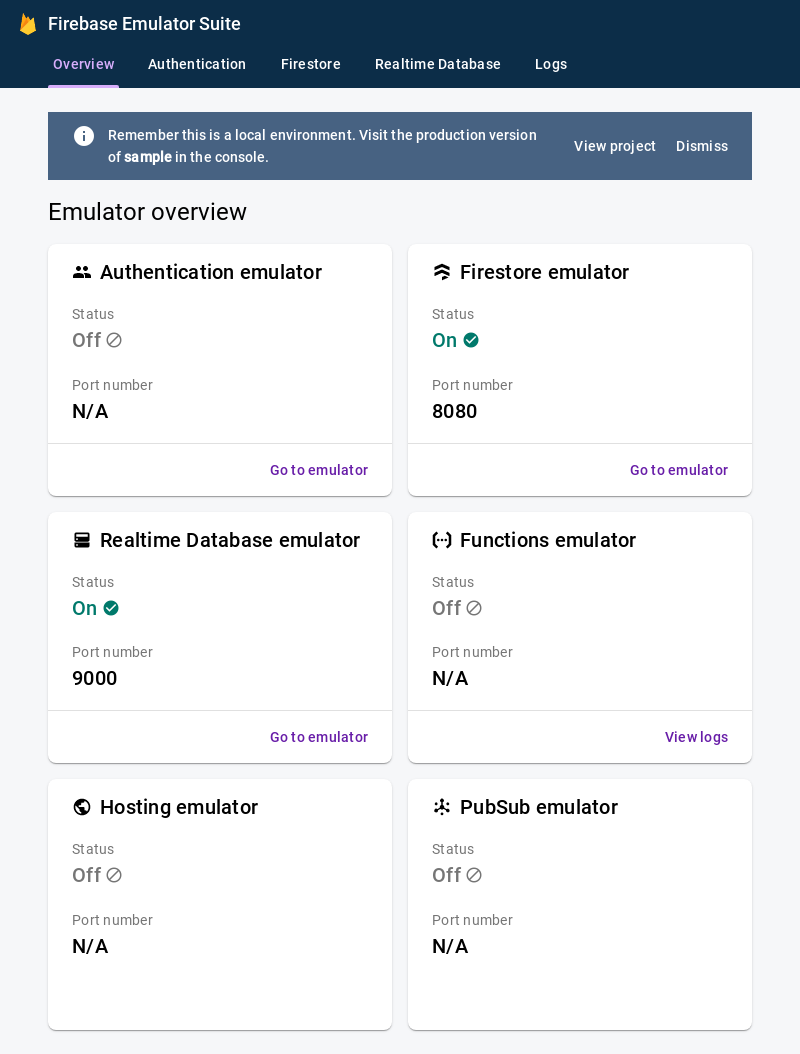 Firebase Emulator Suite
Overview Authentication Firestore Realtime Database Logs
Remember this is a local environment. Visit the production version
of sample in the console.
View project Dismiss
Emulator overview
Authentication emulator
Status
Off
Port number
N/A
Go to emulator
Firestore emulator
Status
On
Port number
8080
Go to emulator
Realtime Database emulator
Status
On
Port number
9000
Go to emulator
Functions emulator
Status
Off
Port number
N/A
View logs
Hosting emulator
Status
Off
Port number
N/A
PubSub emulator
Status
Off
Port number
N/A